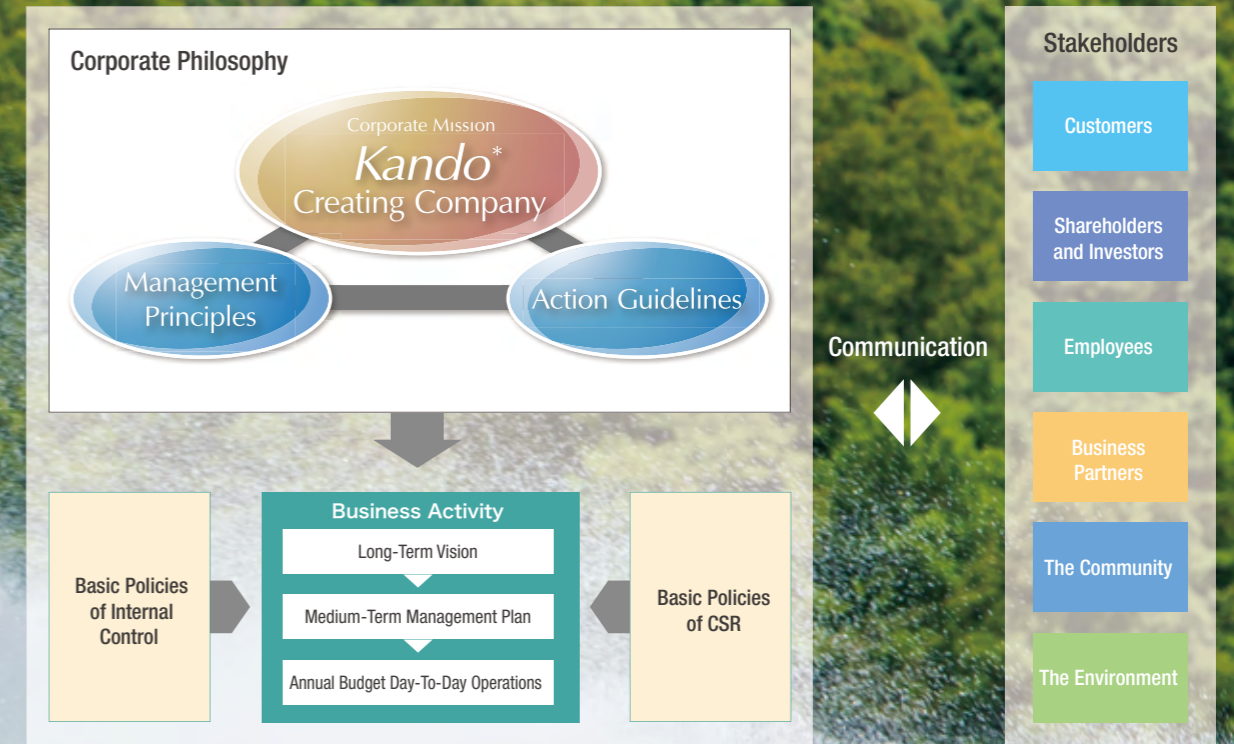 Corporate Philosophy
Corporate Mission
Kando*
Creating Company
Management
Principles
Action Guidelines
Business Activity
Long-Term Vision
Medium-Term Management Plan
Annual Budget Day-To-Day Operations
Basic Policies
of Internal
Control
Basic Policies
of CSR
Communication
Stakeholders
Customers
Shareholders
and Investors
Employees
Business
Partners
The Community
The Environment